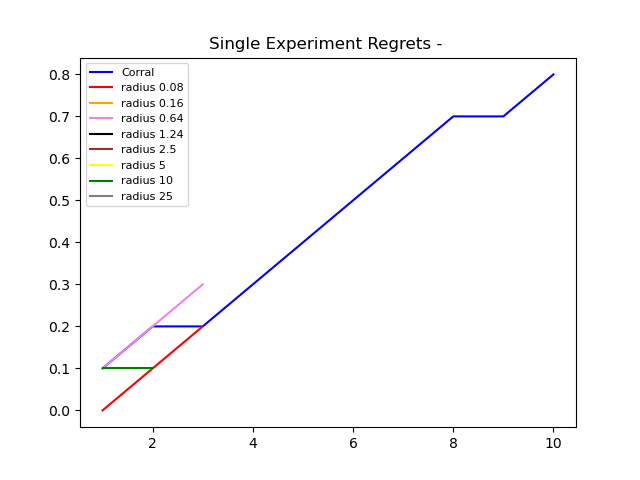 Single Experiment Regrets -
0.8
0.7
0.6
0.5
0.4
0.3
0.2
0.1
0.0
Corral
radius 0.08
radius 0.16
radius 0.64
radius 1.24
radius 2.5
radius 5
radius 10
radius 25
2 4 6 8 10